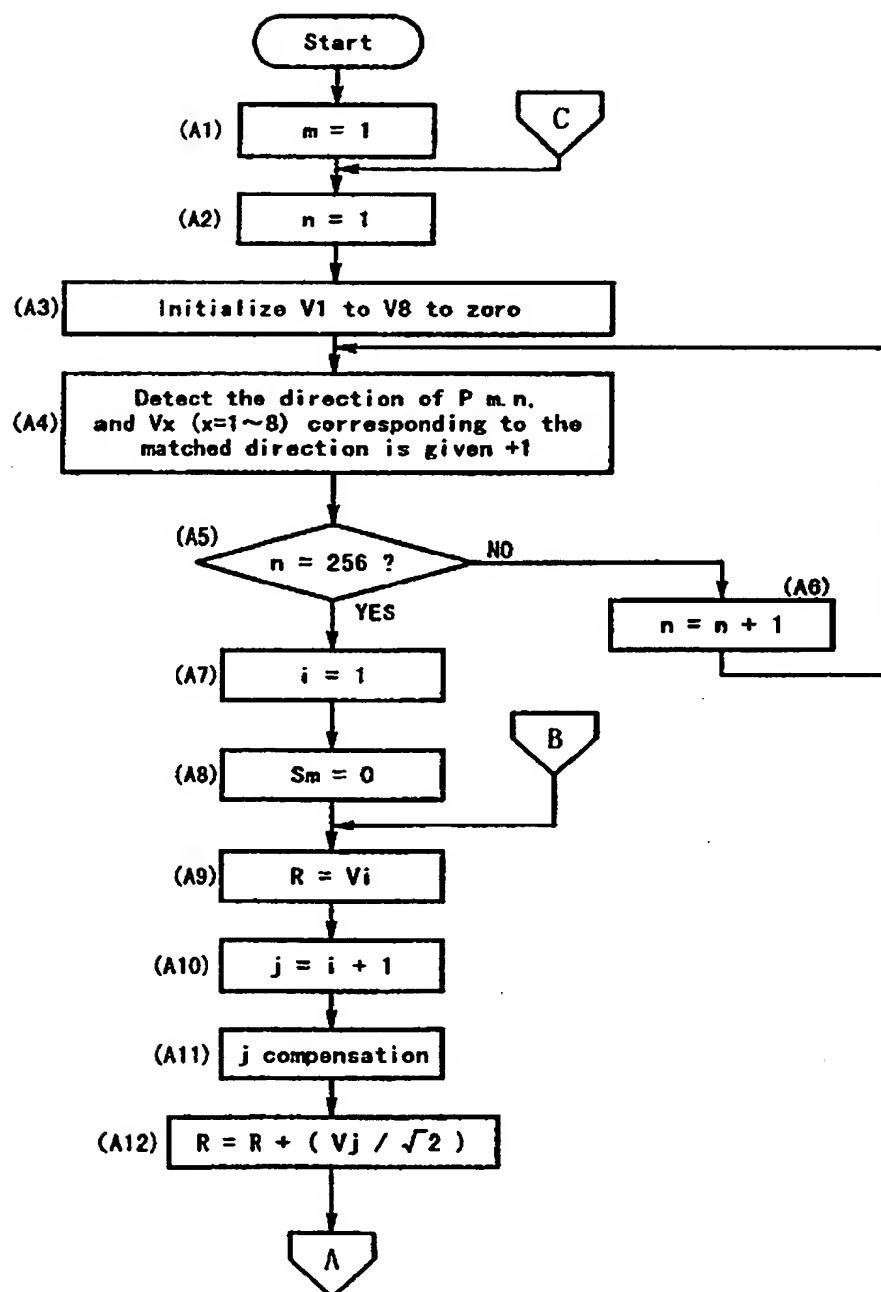 Start
(A1)
m = 1
C
(A2)
n = 1
(A3)
Initialize V1 to V8 to zoro
(A4)
Detect the direction of P m.n,
and Vx (x=1~8) corresponding to the
matched direction is given +1
(A5)
n = 256 ?
NO
YES
(A6)
n = n + 1
(A7)
i = 1
B
(A8)
Sm = 0
(A9)
R = Vi
(A10)
j = i + 1
(A11)
j compensation
(A12)
R = R + ( Vj / √2 )
A